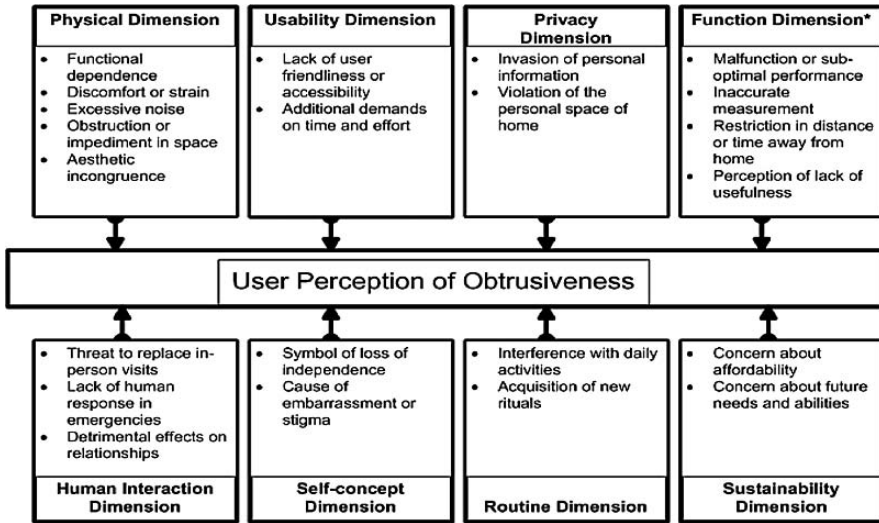 Physical Dimension
• Functional
dependence
• Discomfort or strain
• Excessive noise
• Obstruction or
impediment in space
• Aesthetic
incongruence
Usability Dimension
• Lack of user
friendliness or
accessibility
• Additional demands
on time and effort
Privacy
Dimension
• Invasion of personal
information
• Violation of the
personal space of
home
Function Dimension*
• Malfunction or sub-
optimal performance
• Inaccurate
measurement
• Restriction in distance
or time away from
home
• Perception of lack of
usefulness
User Perception of Obtrusiveness
• Threat to replace in-
person visits
• Lack of human
response in
emergencies
• Detrimental effects on
relationships
Human Interaction
Dimension
• Symbol of loss of
independence
• Cause of
embarrassment or
stigma
Self-concept
Dimension
• Interference with daily
activities
• Acquisition of new
rituals
Routine Dimension
• Concern about
affordability
• Concern about future
needs and abilities
Sustainability
Dimension